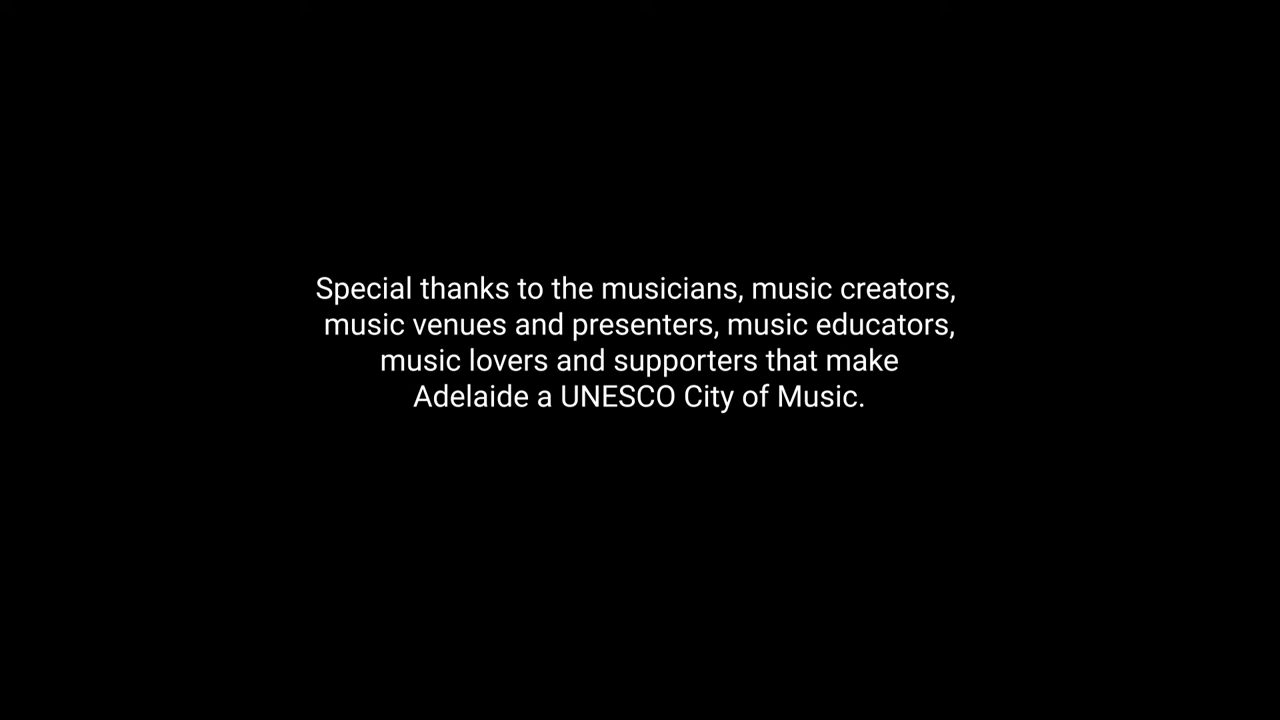 Special thanks to the musicians, music creators,
music venues and presenters, music educators,
music lovers and supporters that make
Adelaide a UNESCO City of Music.